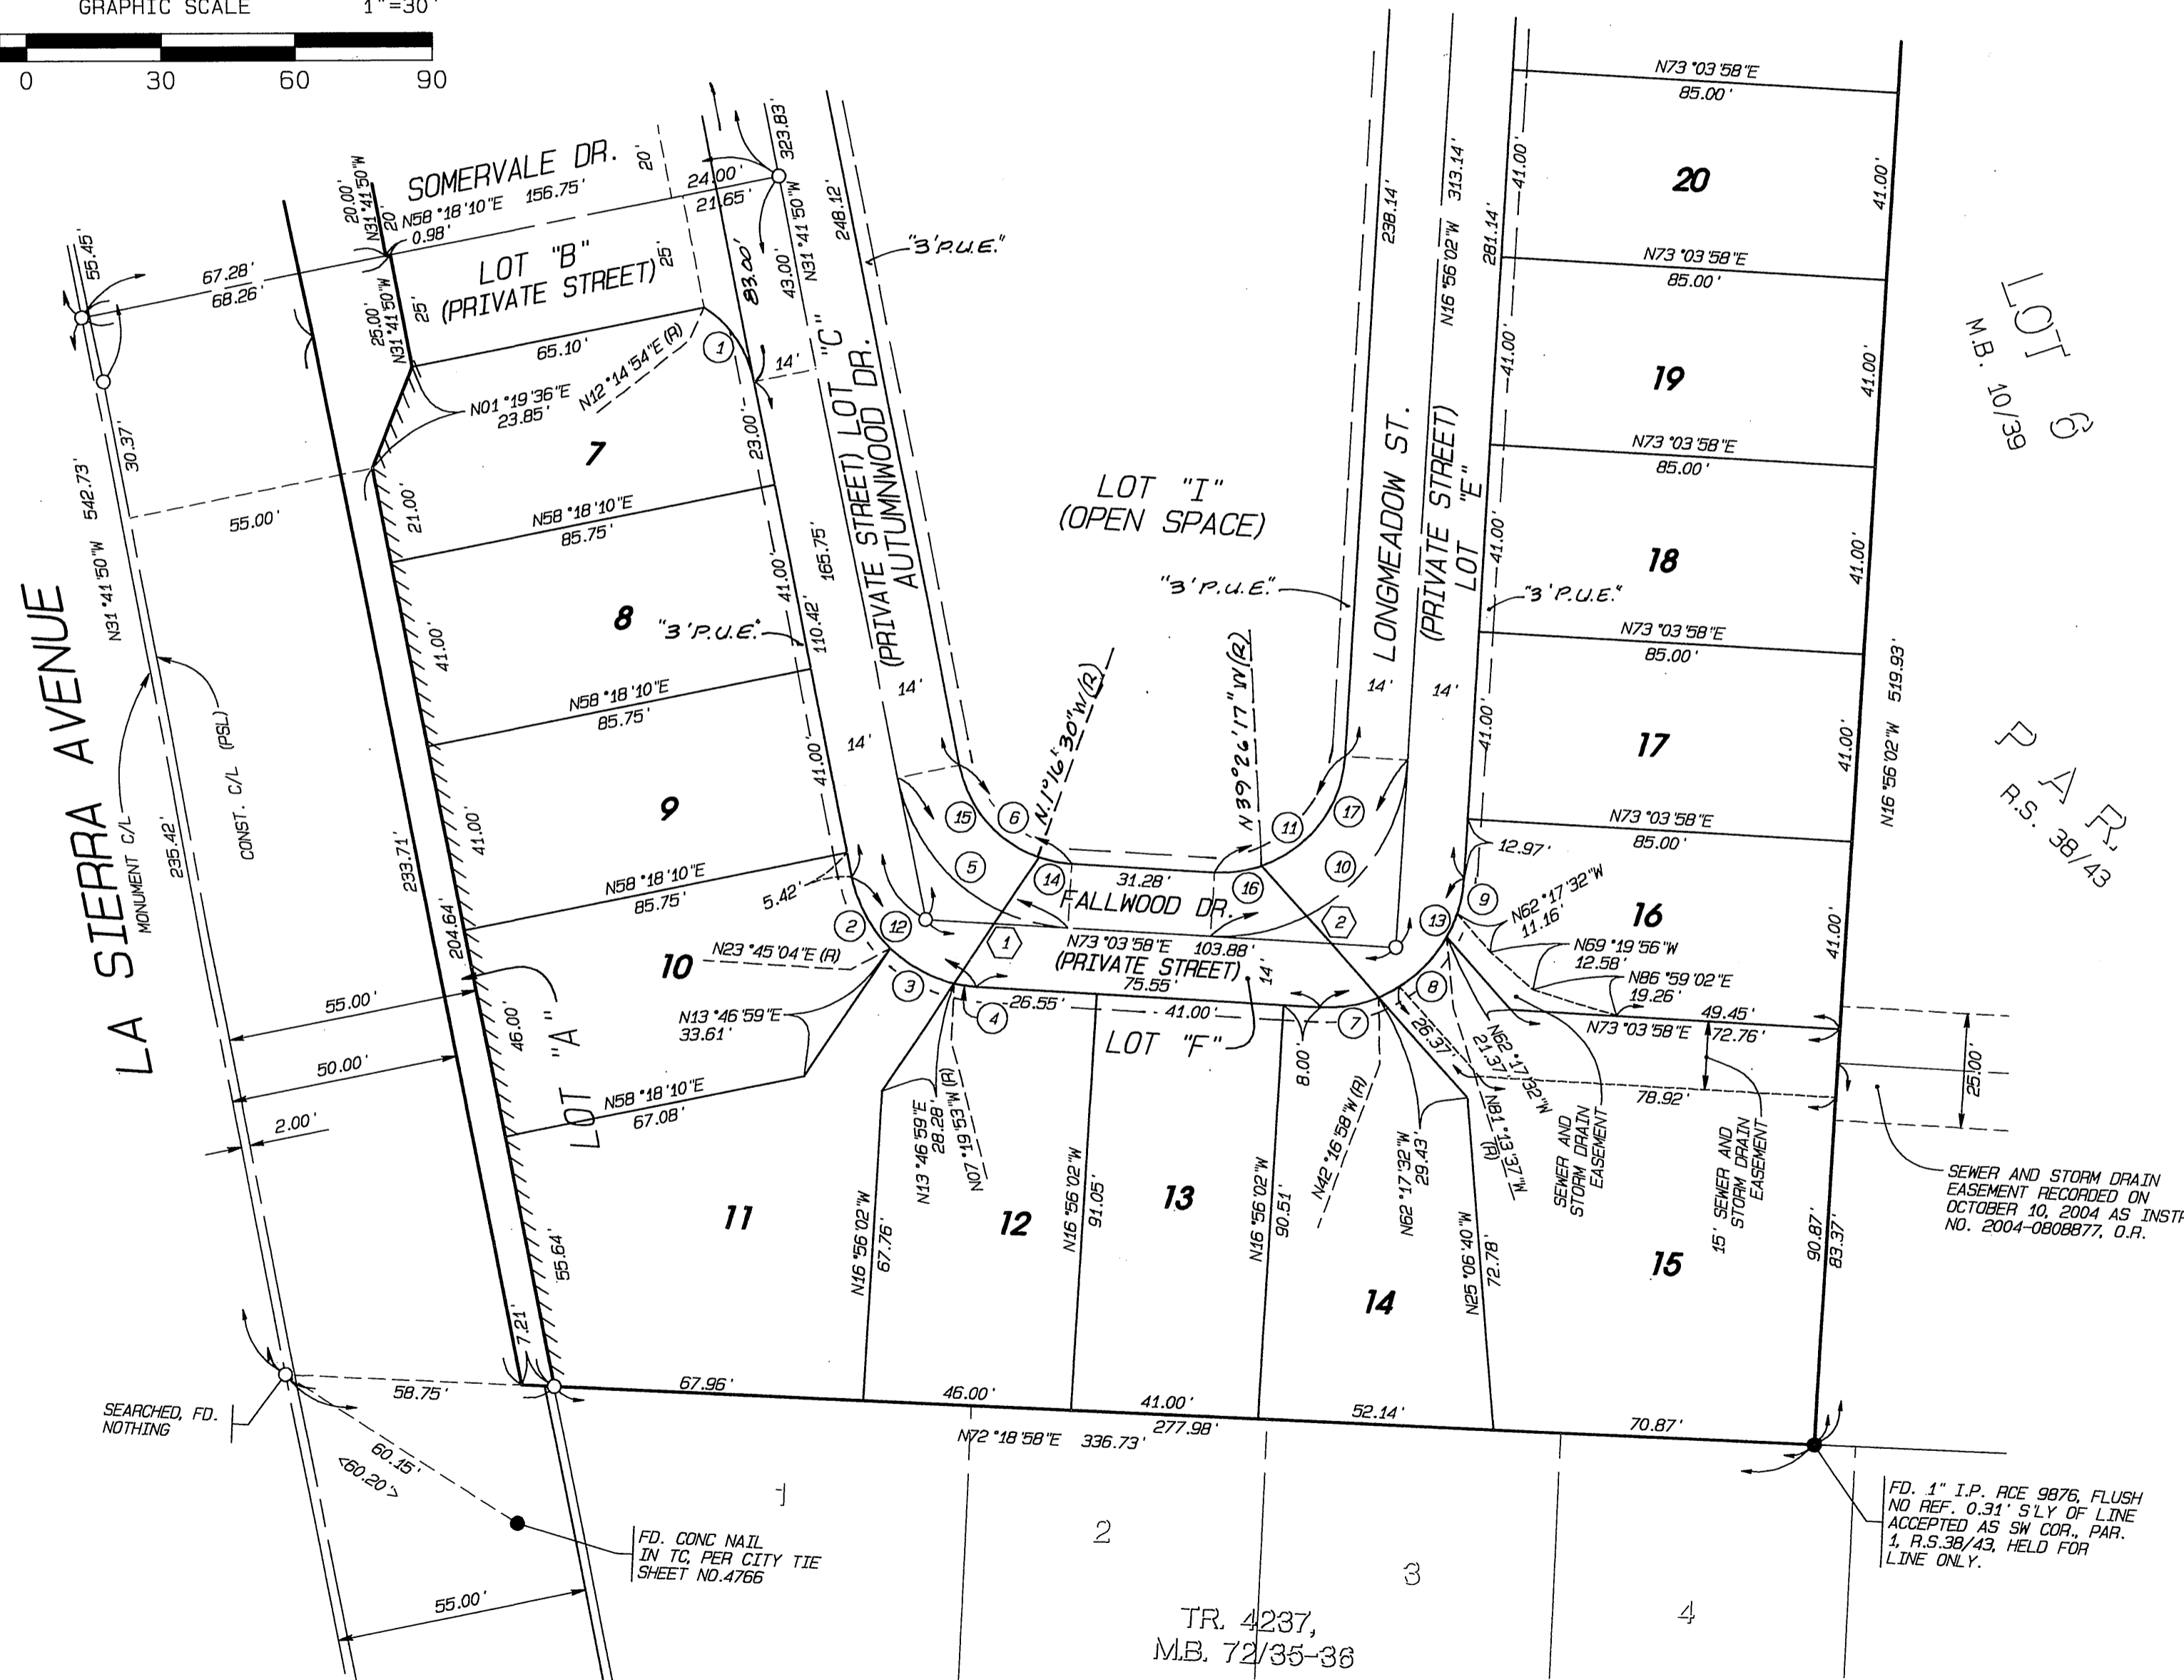 GRAPHIC SCALE 1"=30'
0 30 60 90
SOMERVALE DR.
N58°18'10"E 156.75'
0.98'
20.00'
N31°41'50"W
20'
20'
24.00'
21.65'
323.83'
55.45'
67.28'
68.26'
LOT "B"
(PRIVATE STREET)
25'
25.00'
N31°41'50"W
25'
83.00'
43.00'
N31°41'50"W
248.12'
"3'P.U.E."
65.10'
N12°14'54"E (R)
1
14'
N01°19'36"E
23.85'
30.37'
N31°41'50"W 542.73'
55.00'
7
23.00'
21.00'
N58°18'10"E
85.75'
8
"3'P.U.E."
41.00'
41.00'
110.42'
165.75'
(PRIVATE STREET) LOT "C"
AUTUMNWOOD DR.
N58°18'10"E
85.75'
9
41.00'
41.00'
14'
14'
N58°18'10"E
85.75'
5.42'
LA SIERRA AVENUE
MONUMENT C/L
CONST. C/L (PSL)
235.42'
233.71'
204.64'
10
N23°45'04"E (R)
N13°46'59"E
33.61'
55.00'
50.00'
2.00'
46.00'
LOT "A"
N58°18'10"E
67.08'
11
55.64'
7.21'
LOT "I"
(OPEN SPACE)
"3'P.U.E."
238.14'
LONGMEADOW ST.
(PRIVATE STREET)
LOT "E"
N16°56'02"W 313.14'
281.14'
"3'P.U.E."
14'
14'
N.1°16'30"W(R)
N39°26'17"W(R)
15
6
5
14
2
12
3
4
1
11
17
10
16
2
9
13
8
7
31.28'
FALLWOOD DR.
N73°03'58"E 103.88'
(PRIVATE STREET)
75.55'
14'
26.55'
41.00'
LOT "F"
8.00'
N73°03'58"E
85.00'
20
41.00'
41.00'
N73°03'58"E
85.00'
19
41.00'
41.00'
N73°03'58"E
85.00'
18
41.00'
41.00'
N73°03'58"E
85.00'
17
41.00'
41.00'
N73°03'58"E
85.00'
12.97'
16
41.00'
N62°17'32"W
11.16'
N69°19'56"W
12.58'
N86°59'02"E
19.26'
49.45'
N73°03'58"E 72.76'
N16°56'02"W 519.93'
LOT 6
M.B. 10/39
PAR.
R.S. 38/43
26.37'
N62°17'32"W
21.37'
N81°13'37"W
(R)
78.92'
25.00'
SEWER AND
STORM DRAIN
EASEMENT
15' SEWER AND
STORM DRAIN
EASEMENT
SEWER AND STORM DRAIN
EASEMENT RECORDED ON
OCTOBER 10, 2004 AS INSTR
NO. 2004-0808877, O.R.
N16°56'02"W
67.76'
N13°46'59"E
28.28'
N07°19'53"W (R)
12
N16°56'02"W
91.05'
13
N16°56'02"W
90.51'
N42°16'58"W (R)
N62°17'32"W
29.43'
14
N25°06'40"W
72.78'
15
90.87'
83.37'
SEARCHED, FD.
NOTHING
58.75'
67.96'
46.00'
41.00'
52.14'
70.87'
277.98'
N72°18'58"E 336.73'
60.15'
<60.20'>
FD. CONC NAIL
IN TC, PER CITY TIE
SHEET NO.4766
55.00'
1
2
3
4
TR. 4237,
M.B. 72/35-36
FD. 1" I.P. RCE 9876, FLUSH
NO REF. 0.31' S'LY OF LINE
ACCEPTED AS SW COR., PAR.
1, R.S.38/43, HELD FOR
LINE ONLY.